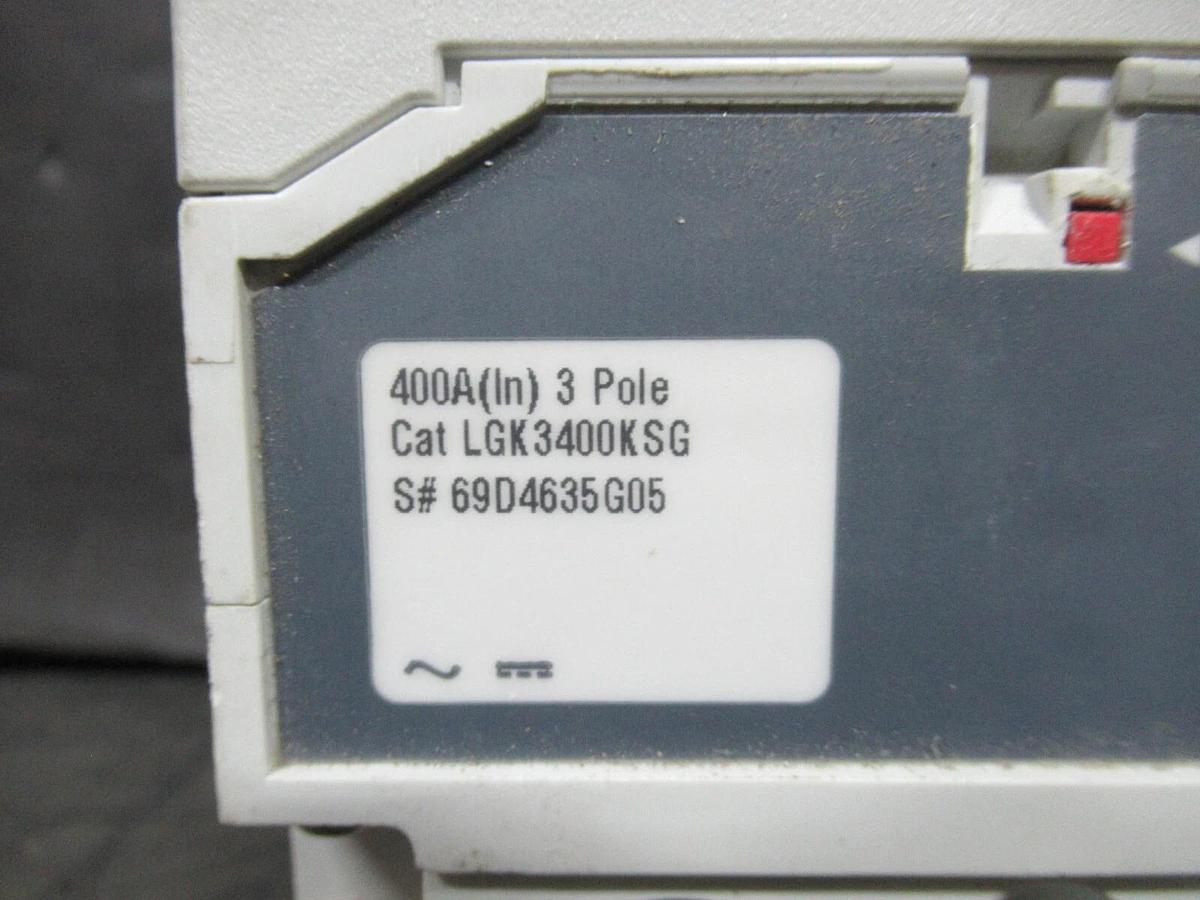 400A(In) 3 Pole
Cat LGK3400KSG
S# 69D4635G05